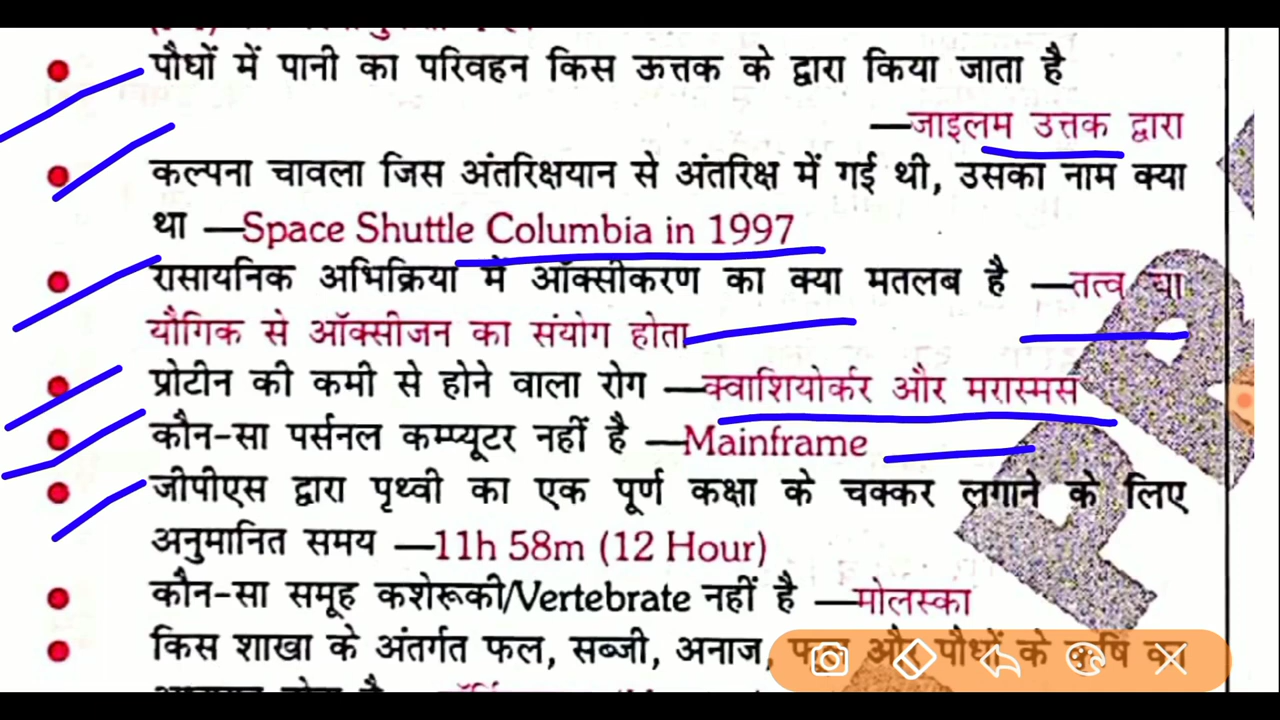 पौधों में पानी का परिवहन किस ऊत्तक के द्वारा किया जाता है
—जाइलम उत्तक द्वारा
कल्पना चावला जिस अंतरिक्षयान से अंतरिक्ष में गई थी, उसका नाम क्या
था —Space Shuttle Columbia in 1997
रासायनिक अभिक्रिया में ऑक्सीकरण का क्या मतलब है —तत्व या
यौगिक से ऑक्सीजन का संयोग होता
प्रोटीन की कमी से होने वाला रोग —क्वाशियोर्कर और मरास्मस
कौन-सा पर्सनल कम्प्यूटर नहीं है —Mainframe
जीपीएस द्वारा पृथ्वी का एक पूर्ण कक्षा के चक्कर लगाने के लिए
अनुमानित समय —11h 58m (12 Hour)
कौन-सा समूह कशेरूकी/Vertebrate नहीं है —मोलस्का
किस शाखा के अंतर्गत फल, सब्जी, अनाज, फूल और पौधों के कृषि का